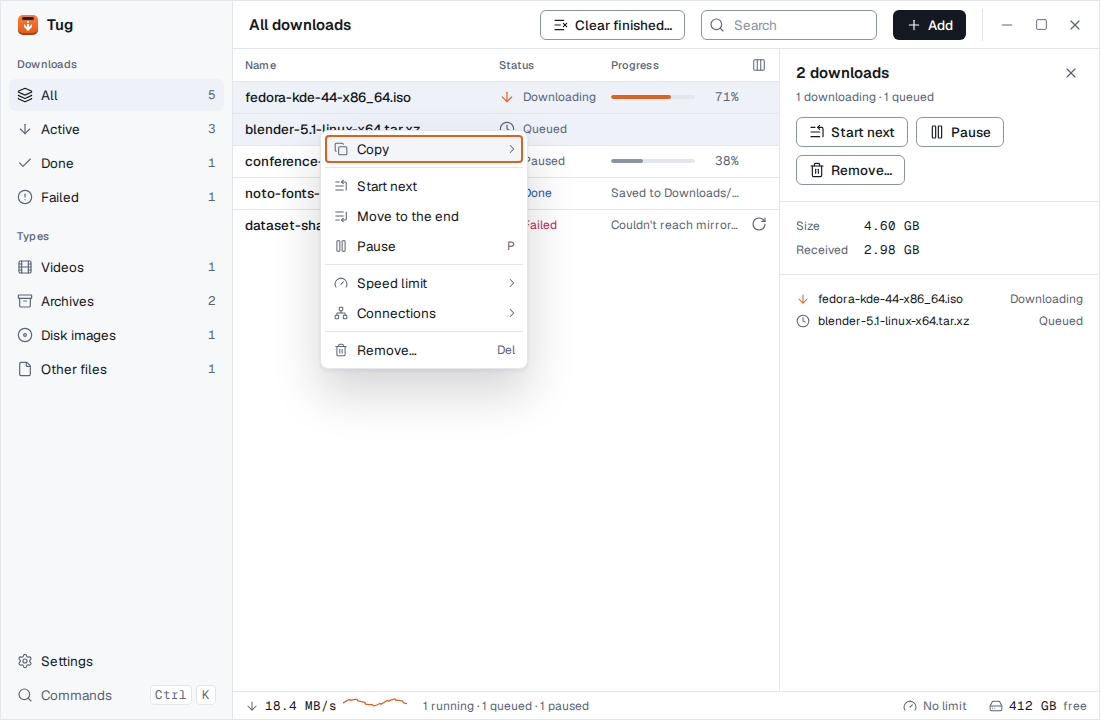 Tug
Downloads
All 5
Active 3
Done 1
Failed 1
Types
Videos 1
Archives 2
Disk images 1
Other files 1
Settings
Commands Ctrl K
All downloads
Clear finished…
Search
Add
Name Status Progress
fedora-kde-44-x86_64.iso Downloading 71%
blender-5.1-linux-x64.tar.xz Queued
conference- Paused 38%
noto-fonts- Done Saved to Downloads/…
dataset-sha Failed Couldn't reach mirror…
Copy
Start next
Move to the end
Pause P
Speed limit
Connections
Remove… Del
2 downloads
1 downloading · 1 queued
Start next
Pause
Remove…
Size 4.60 GB
Received 2.98 GB
fedora-kde-44-x86_64.iso Downloading
blender-5.1-linux-x64.tar.xz Queued
18.4 MB/s 1 running · 1 queued · 1 paused No limit 412 GB free